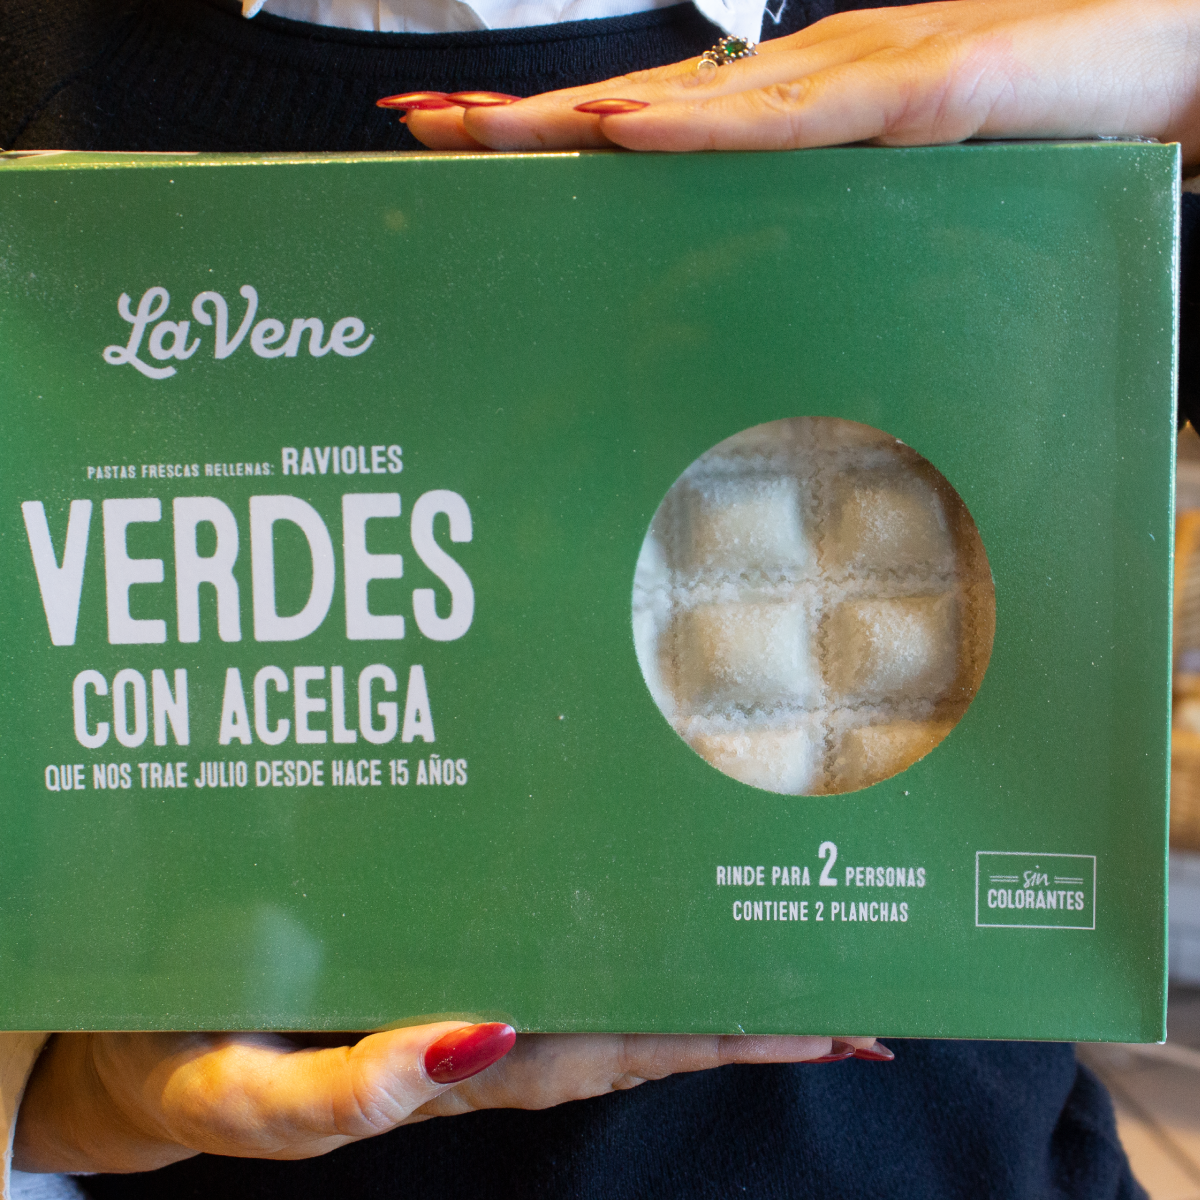 La Vene
PASTAS FRESCAS RELLENAS: RAVIOLES
VERDES
CON ACELGA
QUE NOS TRAE JULIO DESDE HACE 15 AÑOS
RINDE PARA 2 PERSONAS
CONTIENE 2 PLANCHAS
sin
COLORANTES